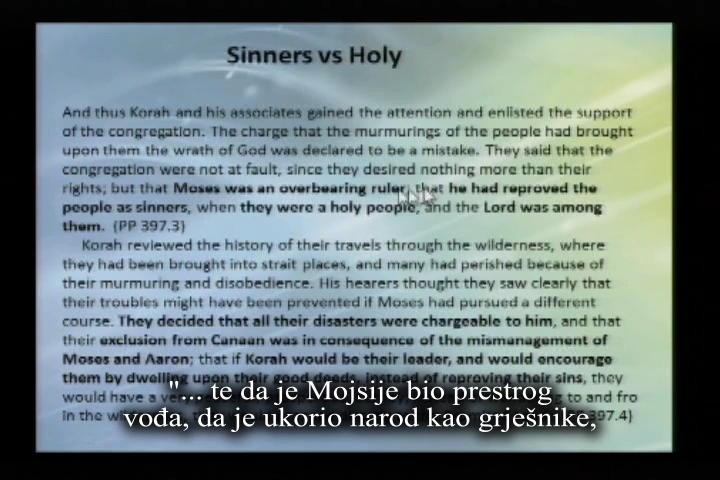 Sinners vs Holy
And thus Korah and his associates gained the attention and enlisted the support
of the congregation. The charge that the murmurings of the people had brought
upon them the wrath of God was declared to be a mistake. They said that the
congregation were not at fault, since they desired nothing more than their
rights; but that Moses was an overbearing ruler, that he had reproved the
people as sinners, when they were a holy people, and the Lord was among
them. {PP 397.3}
Korah reviewed the history of their travels through the wilderness, where
they had been brought into strait places, and many had perished because of
their murmuring and disobedience. His hearers thought they saw clearly that
their troubles might have been prevented if Moses had pursued a different
course. They decided that all their disasters were chargeable to him, and that
their exclusion from Canaan was in consequence of the mismanagement of
Moses and Aaron; that if Korah would be their leader, and would encourage
them by dwelling upon their good deeds, instead of reproving their sins, they
would have a to and fro
in the 397.4}
"... te da je Mojsije bio prestrog
vođa, da je ukorio narod kao grješnike,